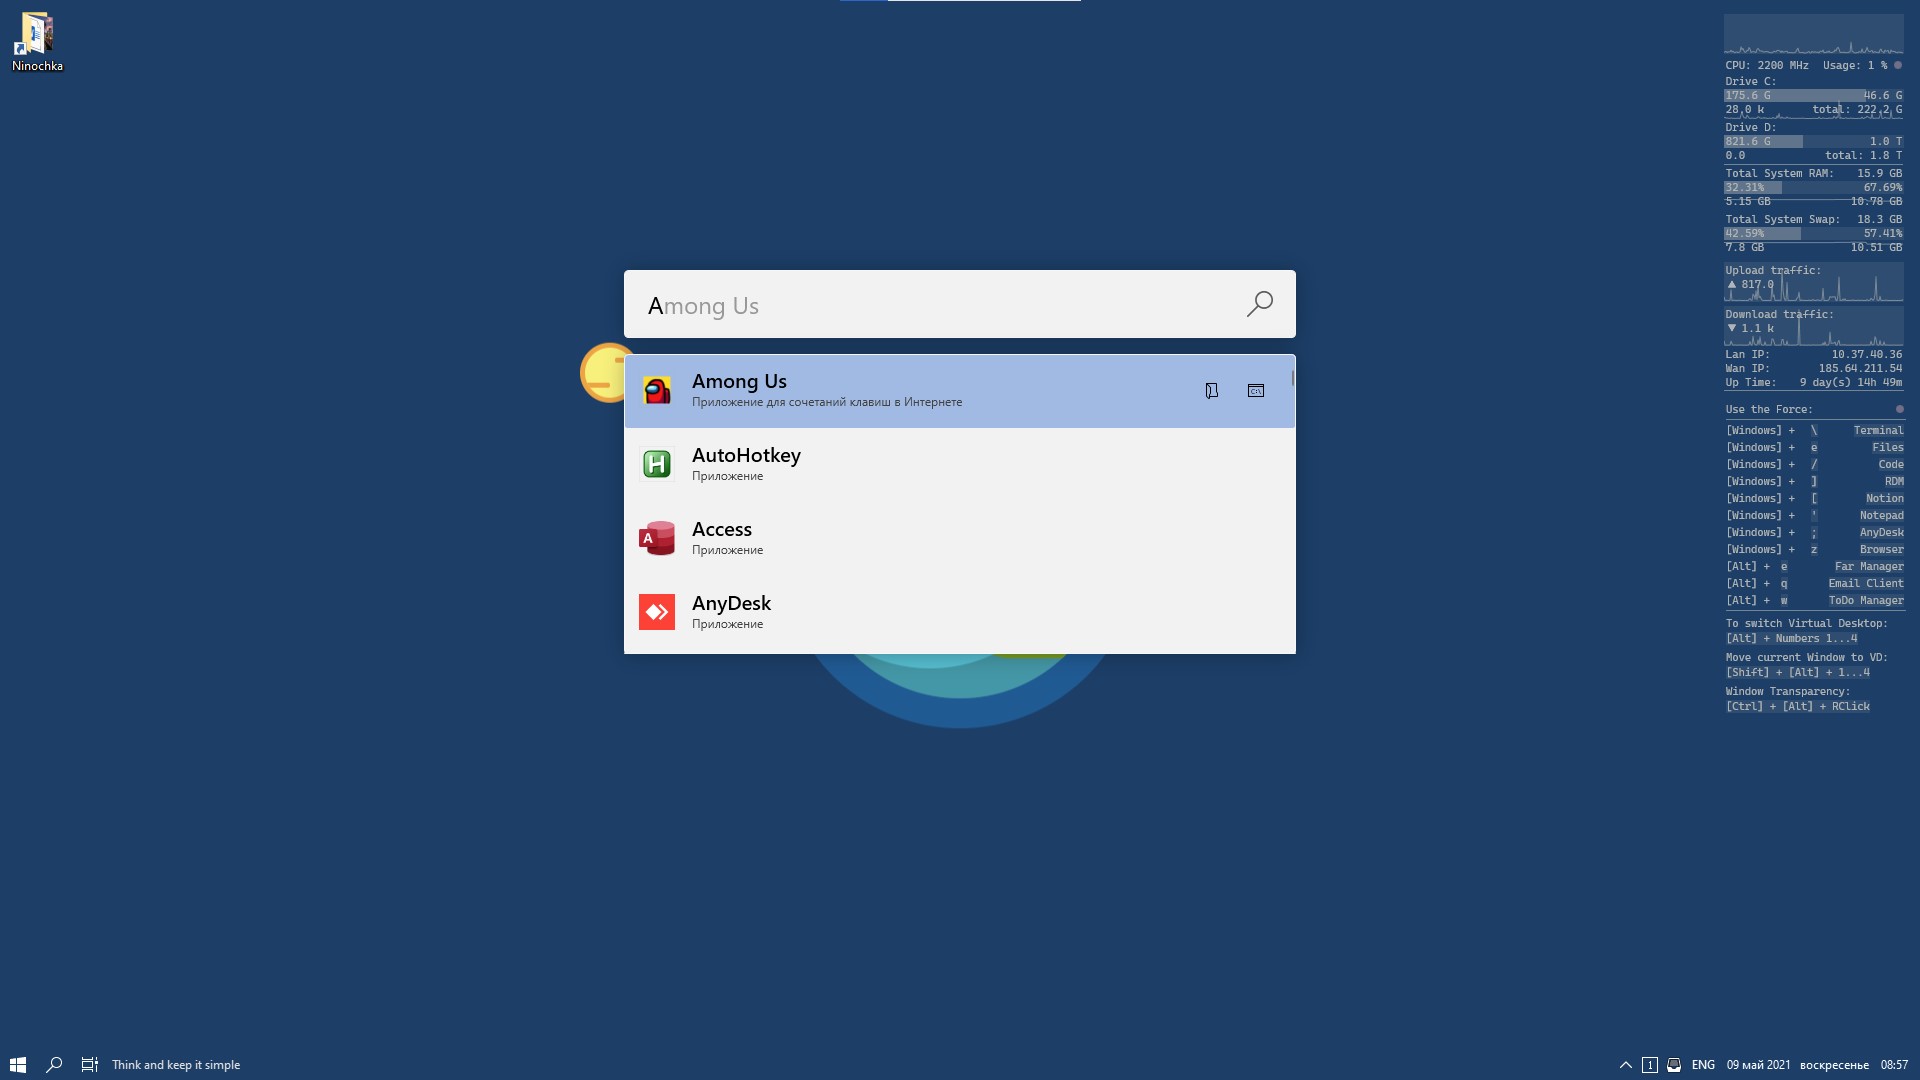 Ninochka
Among Us
Among Us
Приложение для сочетаний клавиш в Интернете
AutoHotkey
Приложение
Access
Приложение
AnyDesk
Приложение
CPU: 2200 MHz Usage: 1 %
Drive C:
175.6 G 46.6 G
28.0 k total: 222.2 G
Drive D:
821.6 G 1.0 T
0.0 total: 1.8 T
Total System RAM: 15.9 GB
32.31% 67.69%
5.15 GB 10.78 GB
Total System Swap: 18.3 GB
42.59% 57.41%
7.8 GB 10.51 GB
Upload traffic:
▲ 817.0
Download traffic:
▼ 1.1 k
Lan IP: 10.37.40.36
Wan IP: 185.64.211.54
Up Time: 9 day(s) 14h 49m
Use the Force:
[Windows] + \ Terminal
[Windows] + e Files
[Windows] + / Code
[Windows] + ] RDM
[Windows] + [ Notion
[Windows] + ' Notepad
[Windows] + ; AnyDesk
[Windows] + z Browser
[Alt] + e Far Manager
[Alt] + q Email Client
[Alt] + w ToDo Manager
To switch Virtual Desktop:
[Alt] + Numbers 1...4
Move current Window to VD:
[Shift] + [Alt] + 1...4
Window Transparency:
[Ctrl] + [Alt] + RClick
Think and keep it simple
1 ENG 09 май 2021 воскресенье 08:57